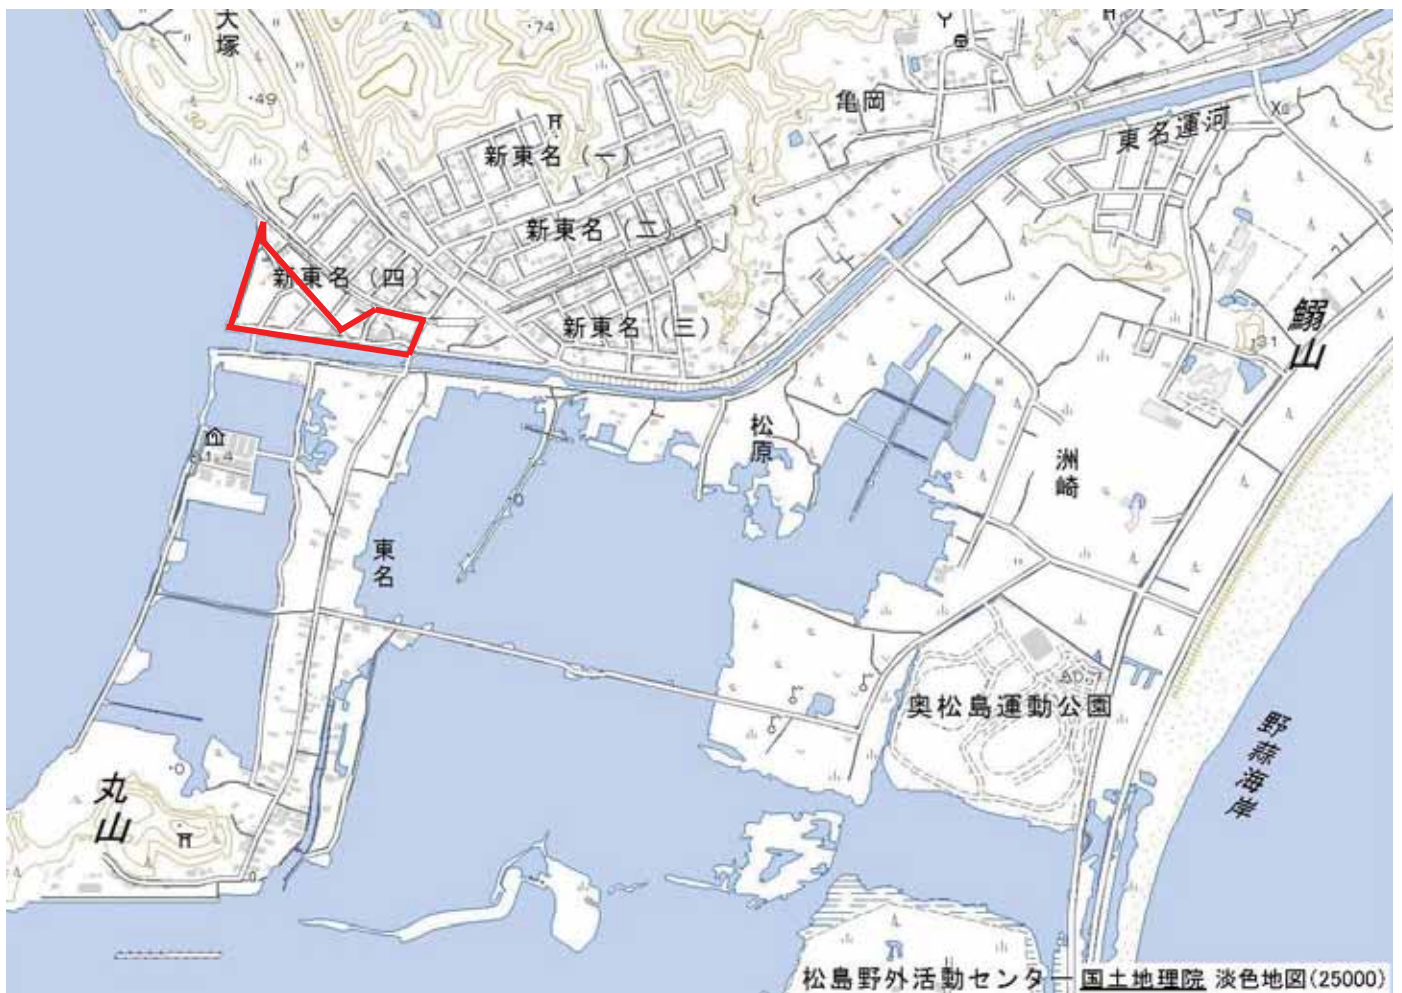 大塚
・74
・49
亀岡
東名運河
新東名(一)
新東名(二)
新東名(四)
新東名(三)
鰯山
31
松原
洲崎
東名
奥松島運動公園
野蒜海岸
丸山
松島野外活動センター 国土地理院 淡色地図(25000)